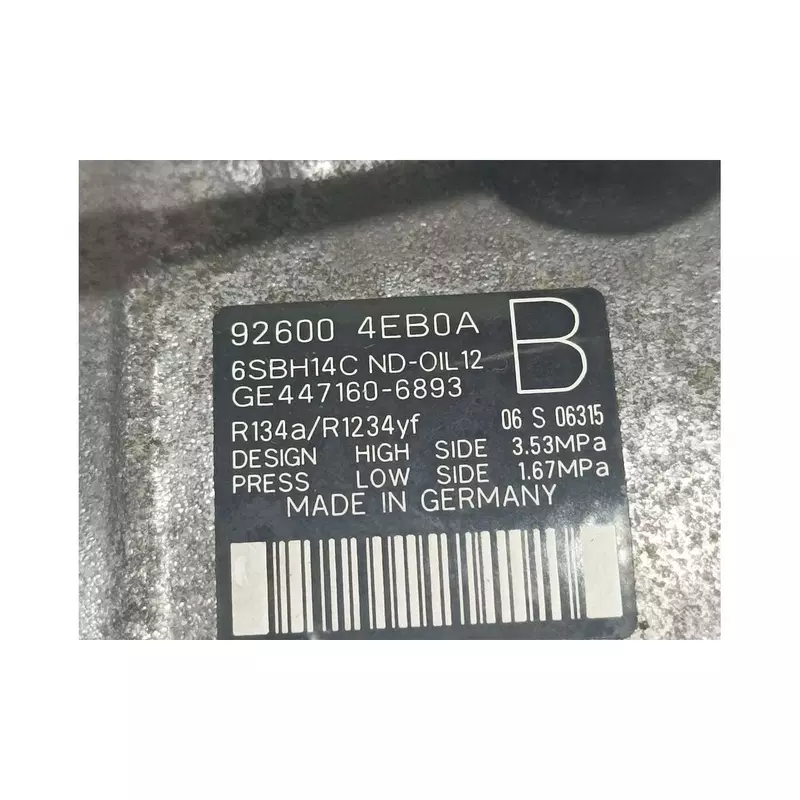 92600 4EB0A B
6SBH14C ND-OIL12
GE447160-6893
R134a/R1234yf 06 S 06315
DESIGN HIGH SIDE 3.53MPa
PRESS LOW SIDE 1.67MPa
MADE IN GERMANY